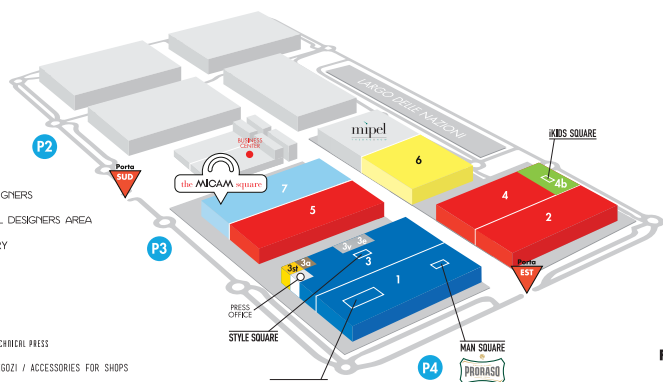 LARGO DELLE NAZIONI
mipel
BUSINESS
CENTER
iKIDS SQUARE
P2
6
4b
Porta
SUD
the MICAM square
7
4
GNERS
2
L DESIGNERS AREA
5
RY
P3
3v
3e
3
Porta
EST
3a
3st
1
PRESS
OFFICE
STYLE SQUARE
MAN SQUARE
CHNICAL PRESS
GOZI / ACCESSORIES FOR SHOPS
P4
PRORASO